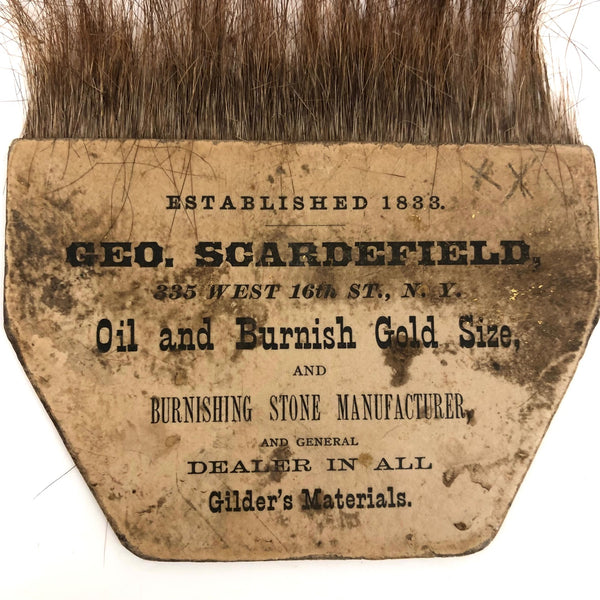 ESTABLISHED 1833.
GEO. SCARDEFIELD,
335 WEST 16th ST., N. Y.
Oil and Burnish Gold Size,
AND
BURNISHING STONE MANUFACTURER,
AND GENERAL
DEALER IN ALL
Gilder's Materials.